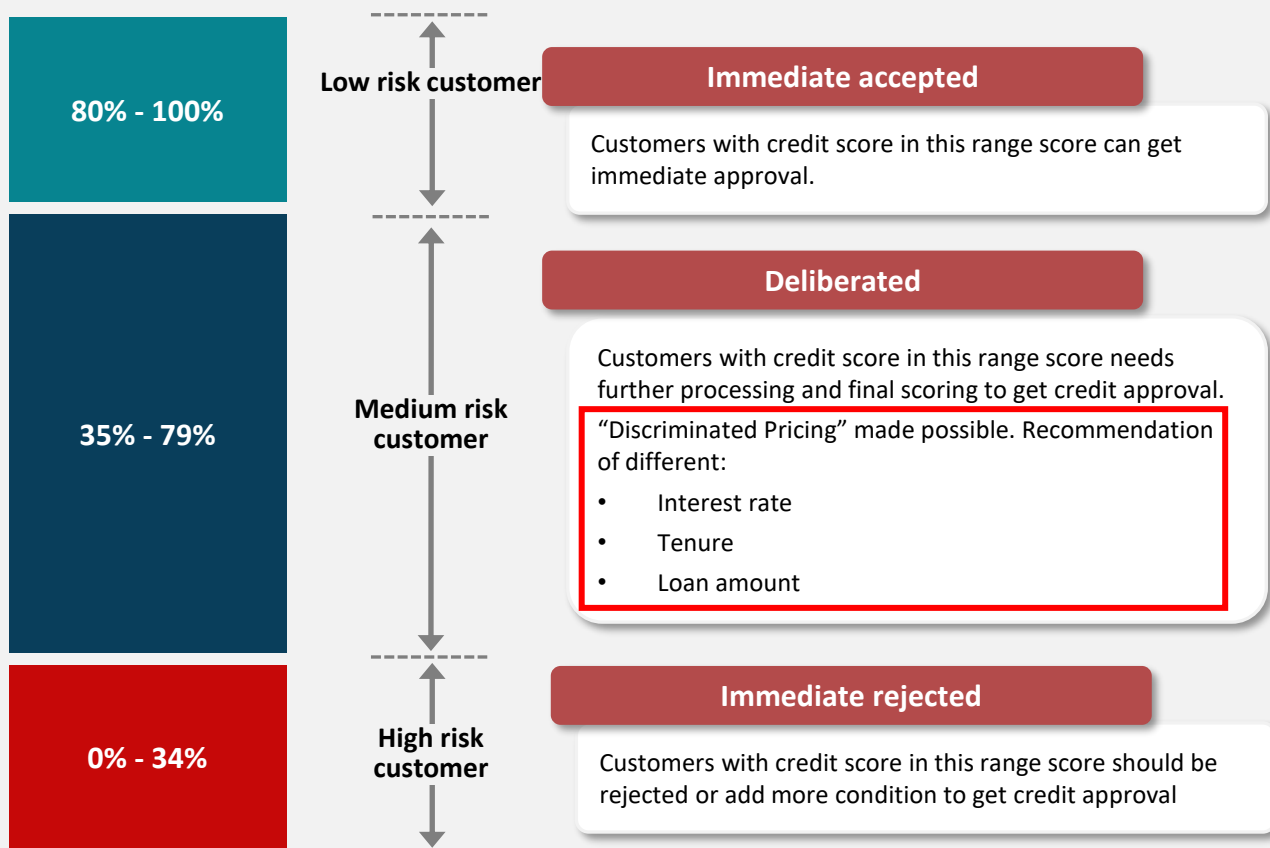 80% - 100%
Low risk customer
Immediate accepted
Customers with credit score in this range score can get
immediate approval.
35% - 79%
Medium risk
customer
Deliberated
Customers with credit score in this range score needs
further processing and final scoring to get credit approval.
“Discriminated Pricing” made possible. Recommendation
of different:
• Interest rate
• Tenure
• Loan amount
0% - 34%
High risk
customer
Immediate rejected
Customers with credit score in this range score should be
rejected or add more condition to get credit approval